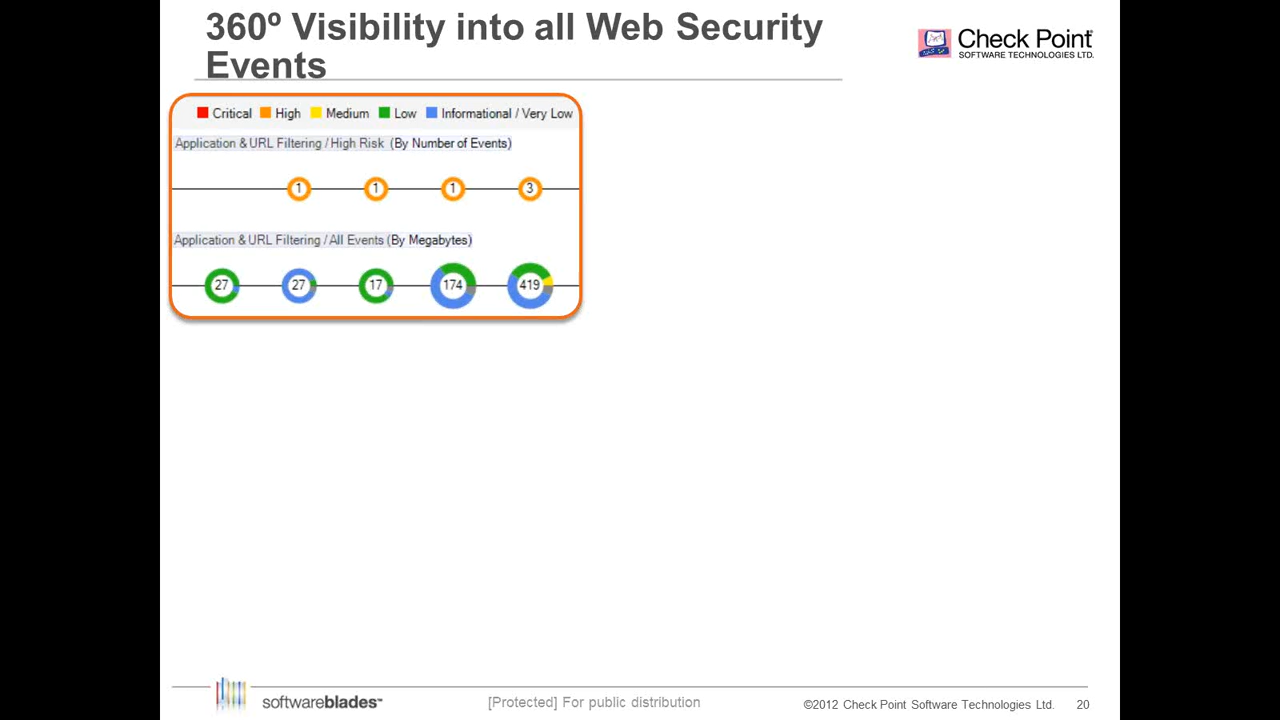 360º Visibility into all Web Security
Events
Check Point
SOFTWARE TECHNOLOGIES LTD.
Critical High Medium Low Informational / Very Low
Application & URL Filtering / High Risk (By Number of Events)
1 1 1 3
Application & URL Filtering / All Events (By Megabytes)
27 27 17 174 419
softwareblades™
[Protected] For public distribution
©2012 Check Point Software Technologies Ltd. 20